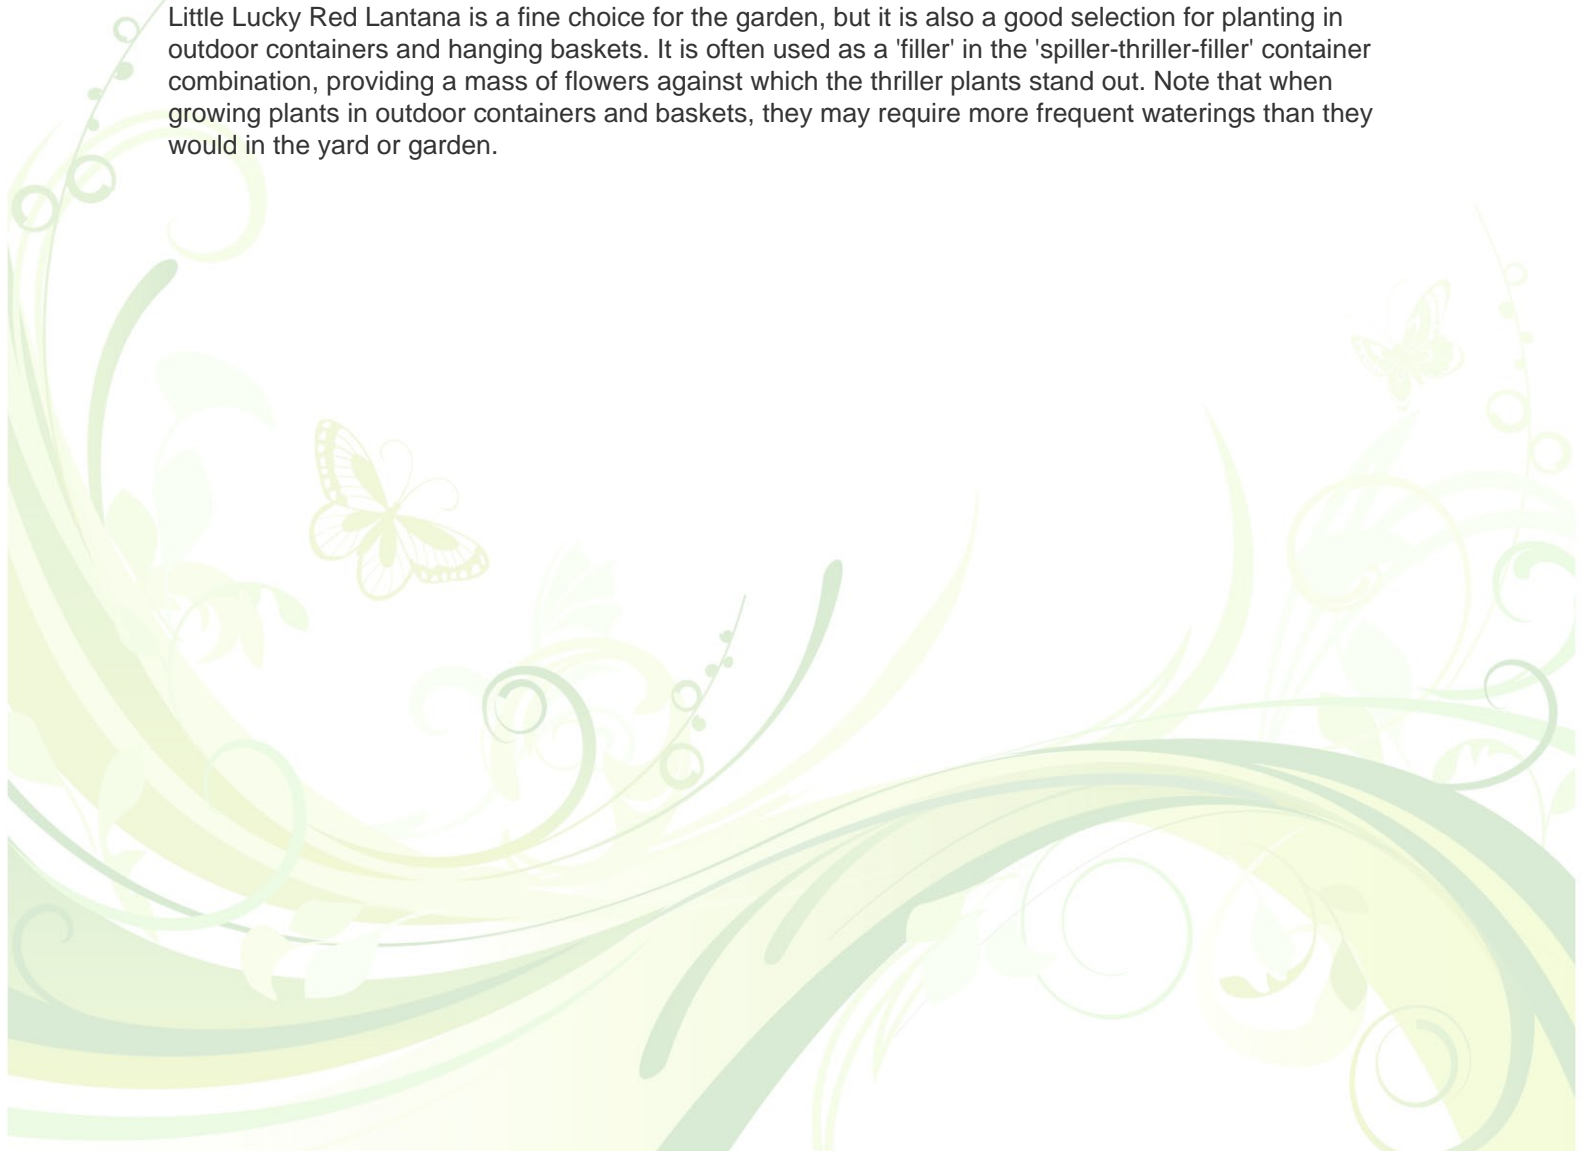 Little Lucky Red Lantana is a fine choice for the garden, but it is also a good selection for planting in
outdoor containers and hanging baskets. It is often used as a 'filler' in the 'spiller-thriller-filler' container
combination, providing a mass of flowers against which the thriller plants stand out. Note that when
growing plants in outdoor containers and baskets, they may require more frequent waterings than they
would in the yard or garden.